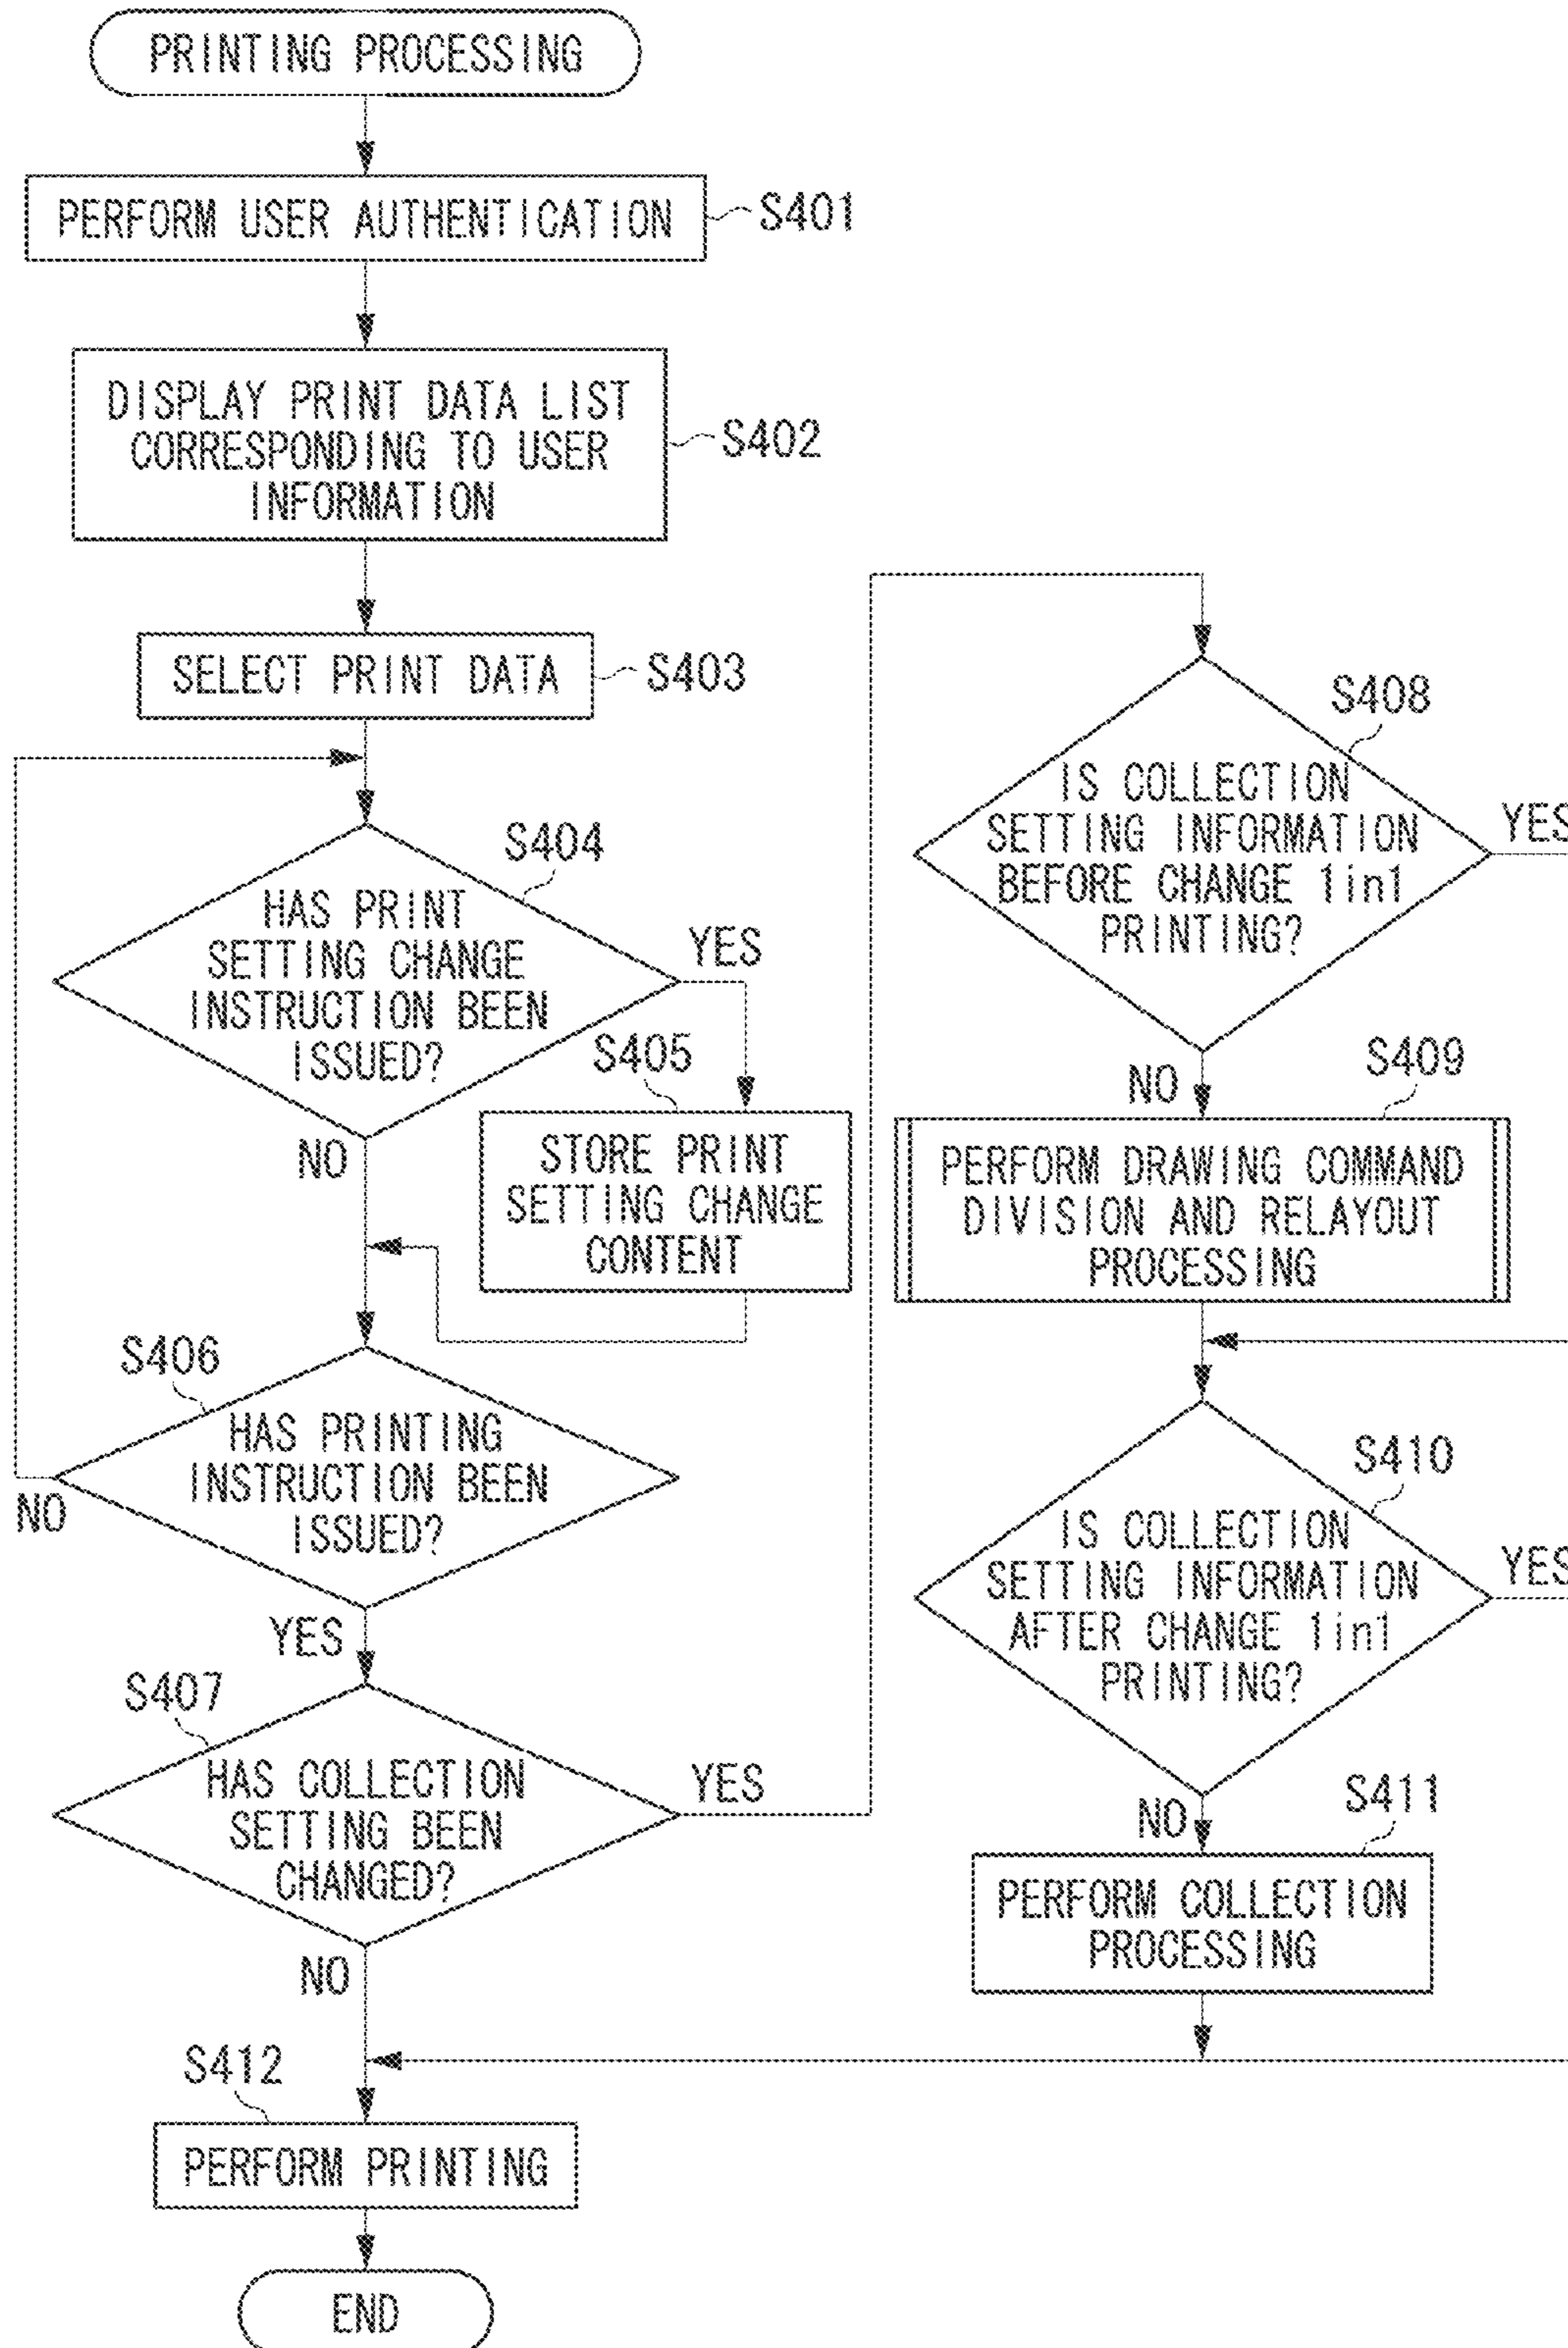 PRINTING PROCESSING
PERFORM USER AUTHENTICATION
S401
DISPLAY PRINT DATA LIST
CORRESPONDING TO USER
INFORMATION
S402
SELECT PRINT DATA
S403
S404
HAS PRINT
SETTING CHANGE
INSTRUCTION BEEN
ISSUED?
YES
NO
S405
STORE PRINT
SETTING CHANGE
CONTENT
S406
HAS PRINTING
INSTRUCTION BEEN
ISSUED?
NO
YES
S407
HAS COLLECTION
SETTING BEEN
CHANGED?
YES
NO
S408
IS COLLECTION
SETTING INFORMATION
BEFORE CHANGE 1in1
PRINTING?
YES
NO
S409
PERFORM DRAWING COMMAND
DIVISION AND RELAYOUT
PROCESSING
S410
IS COLLECTION
SETTING INFORMATION
AFTER CHANGE 1in1
PRINTING?
YES
NO
S411
PERFORM COLLECTION
PROCESSING
S412
PERFORM PRINTING
END